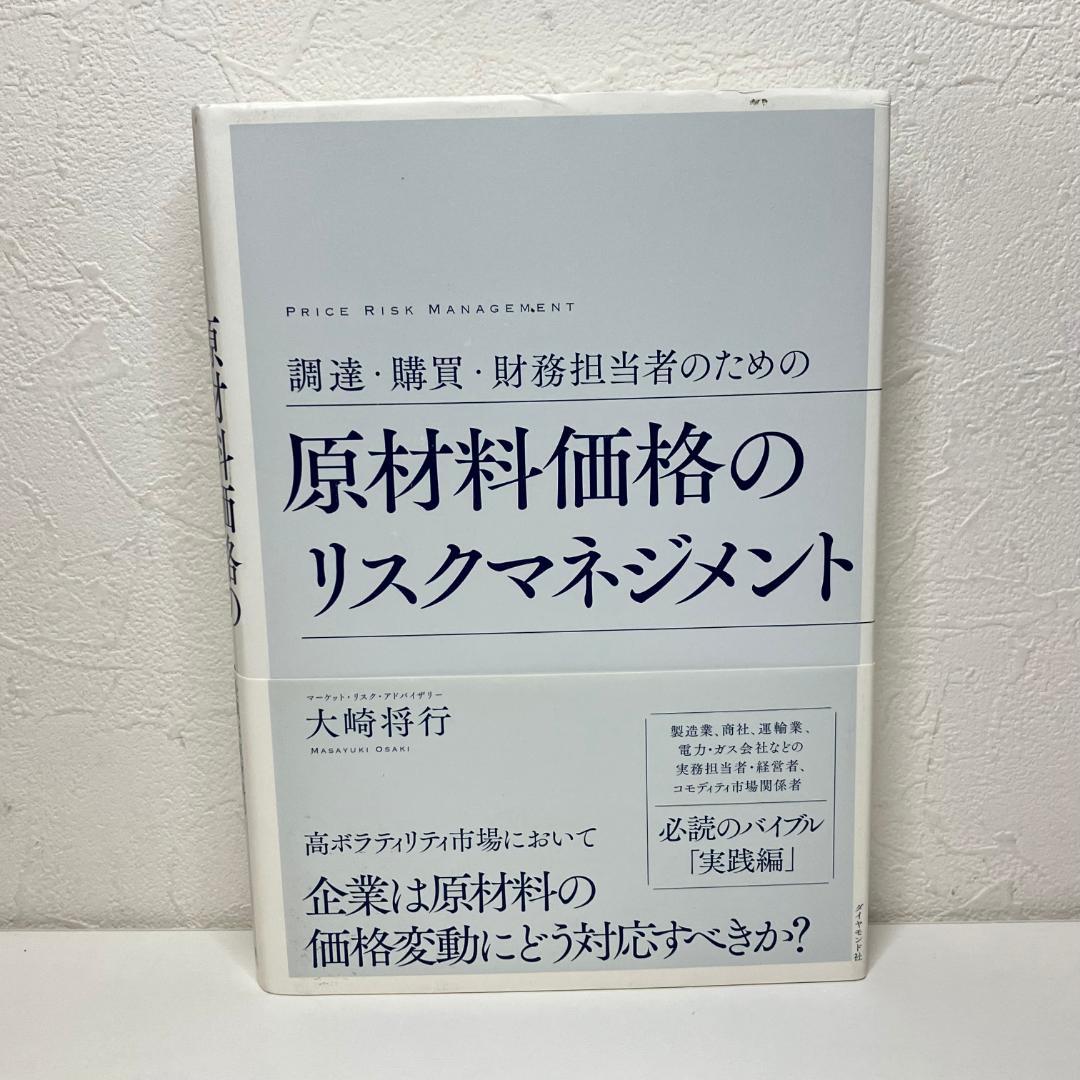 PRICE RISK MANAGEMENT
調達・購買・財務担当者のための
原材料価格の
リスクマネジメント
マーケット・リスク・アドバイザリー
大崎将行
MASAYUKI OSAKI
製造業、商社、運輸業、
電力・ガス会社などの
実務担当者・経営者、
コモディティ市場関係者
必読のバイブル
「実践編」
高ボラティリティ市場において
企業は原材料の
価格変動にどう対応すべきか?
ダイヤモンド社
原材料価格の